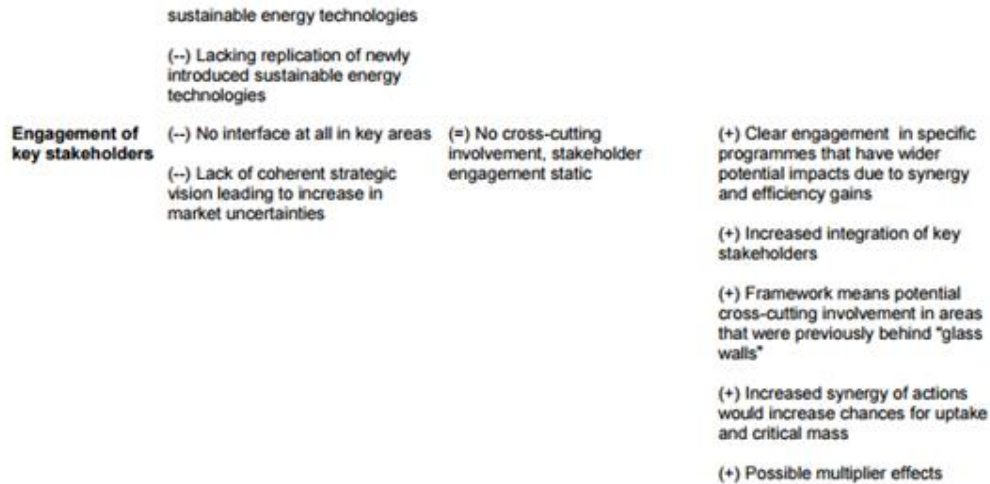 sustainable energy technologies
(--) Lacking replication of newly
introduced sustainable energy
technologies
Engagement of
key stakeholders
(--) No interface at all in key areas
(--) Lack of coherent strategic
vision leading to increase in
market uncertainties
(=) No cross-cutting
involvement, stakeholder
engagement static
(+) Clear engagement in specific
programmes that have wider
potential impacts due to synergy
and efficiency gains
(+) Increased integration of key
stakeholders
(+) Framework means potential
cross-cutting involvement in areas
that were previously behind "glass
walls"
(+) Increased synergy of actions
would increase chances for uptake
and critical mass
(+) Possible multiplier effects